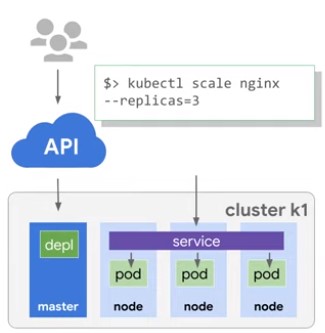 $> kubectl scale nginx
--replicas=3
API
cluster k1
depl
service
pod pod pod
master node node node